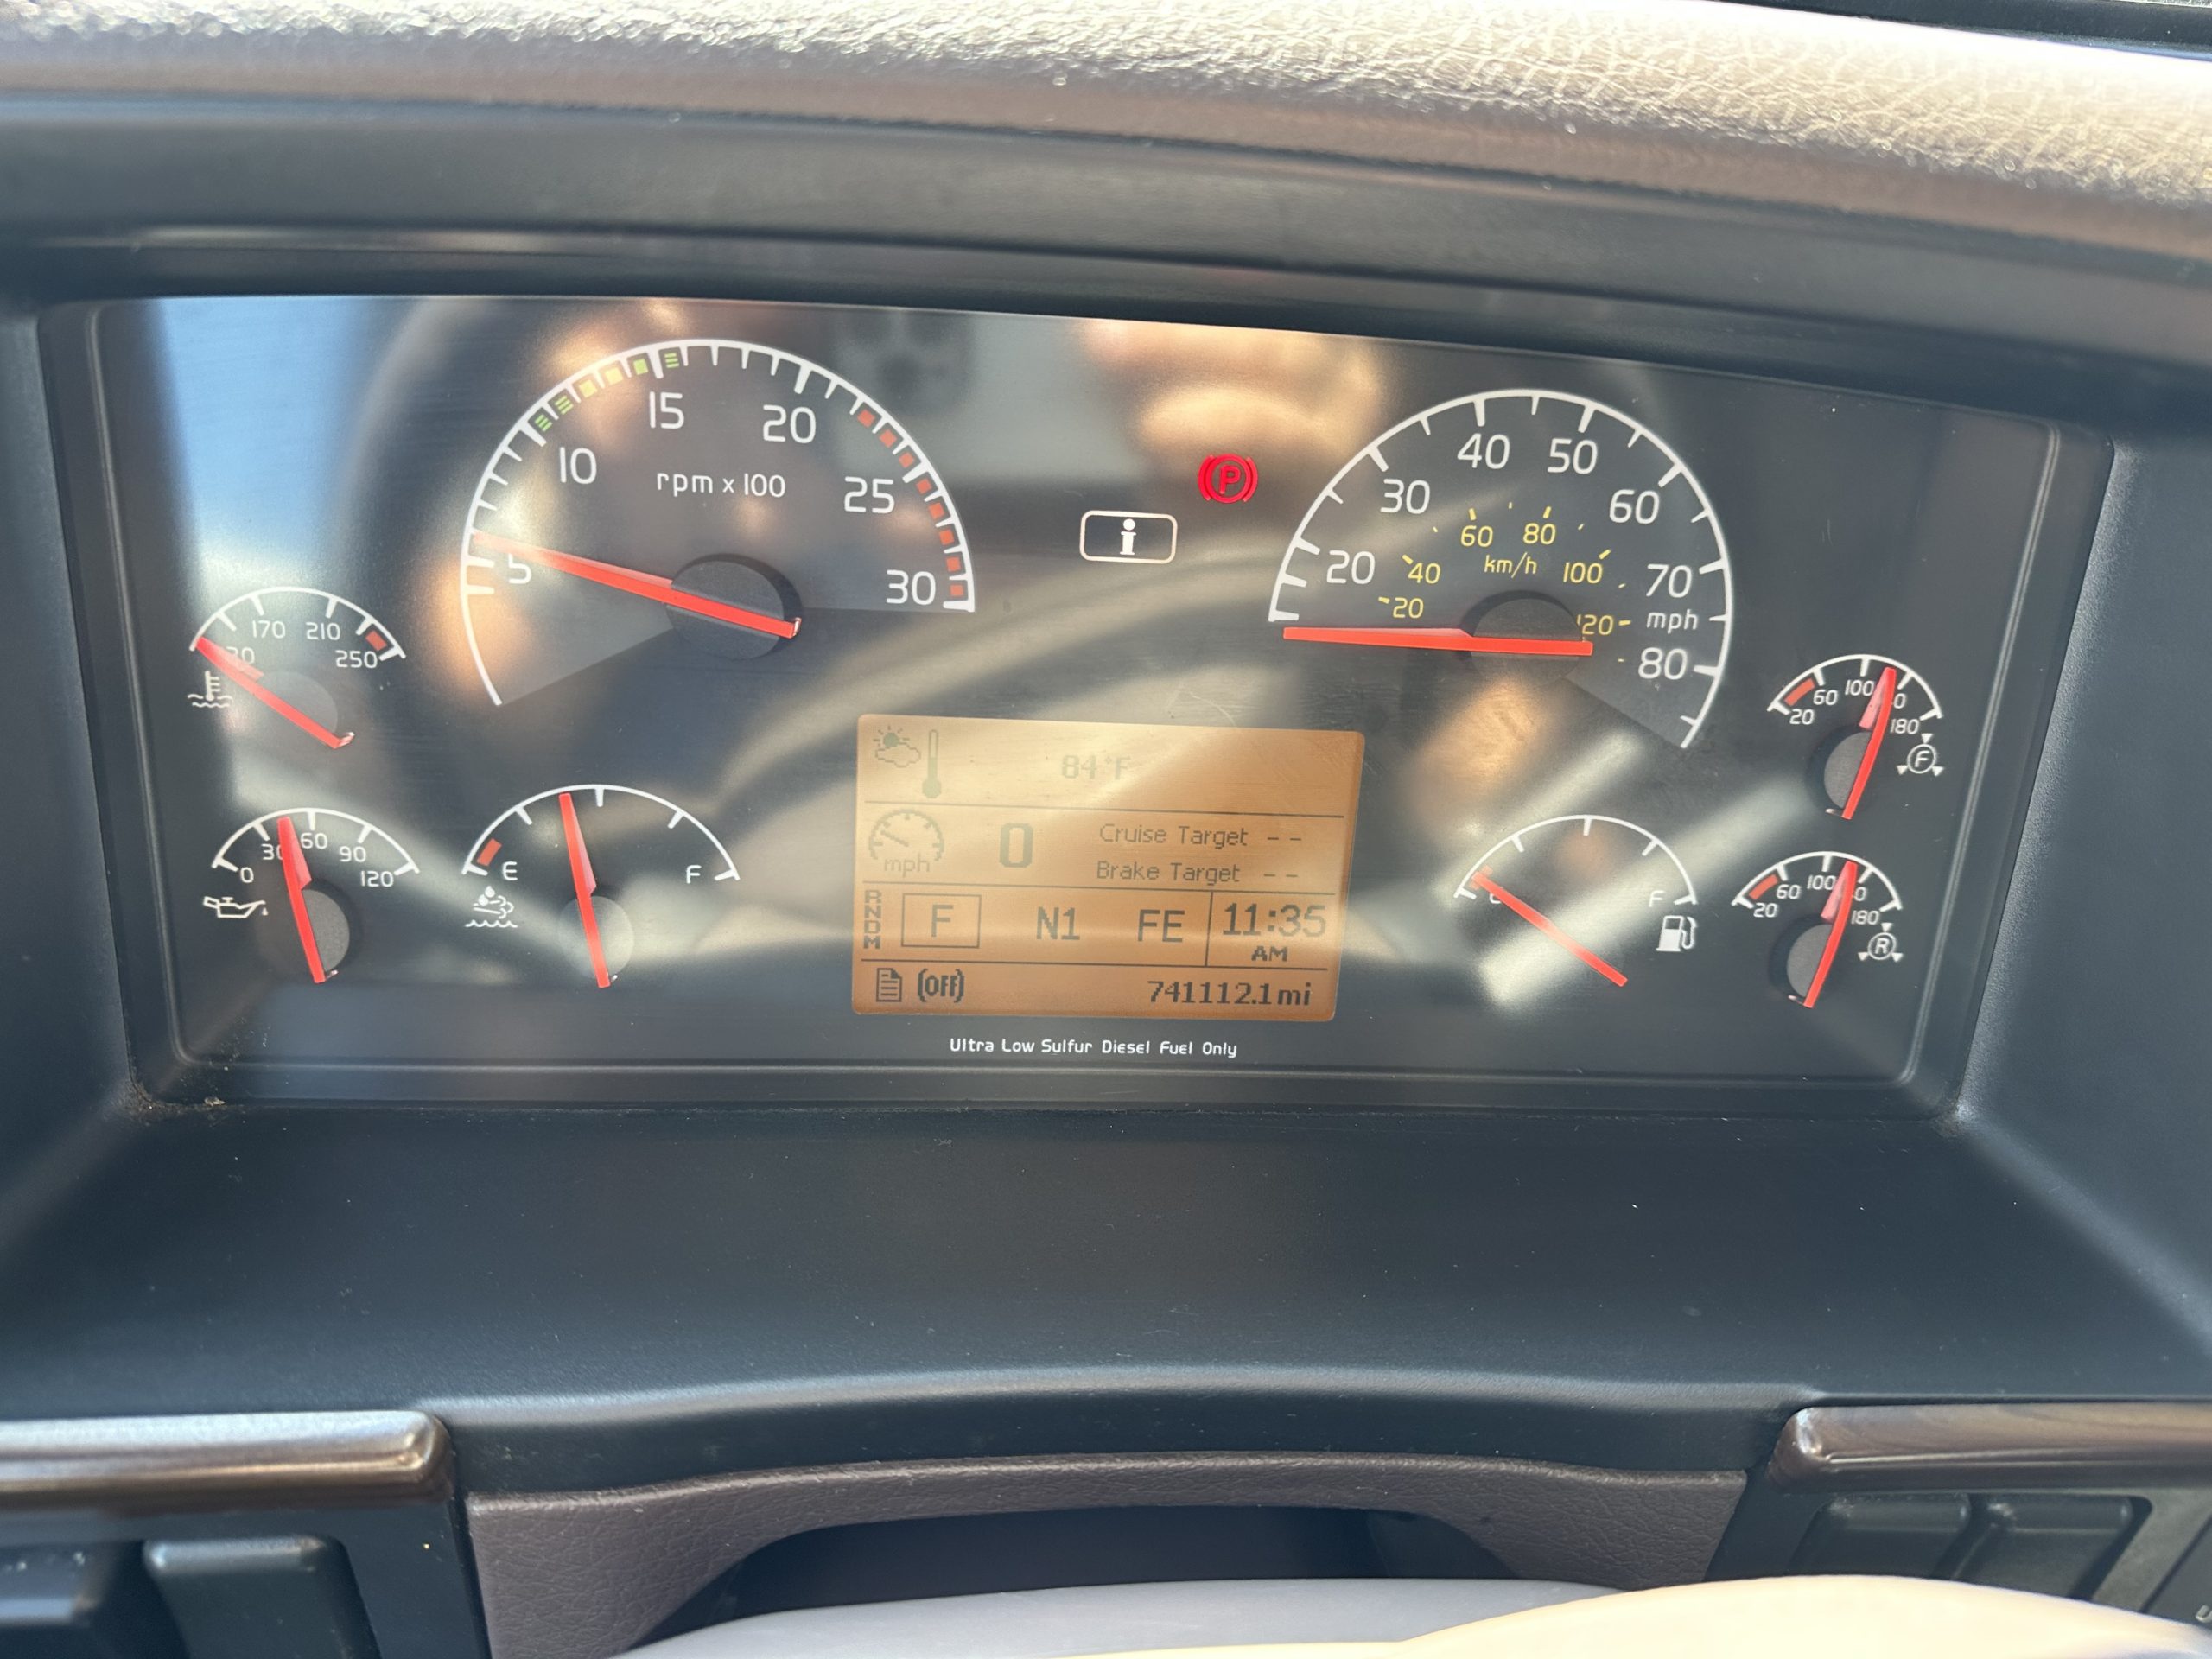 15 20
10 25
rpm x 100
5 30
40 50
30 60
20 70
mph
80
60 80
km/h
40 100
20
170 210
250
P
i
60 100
20 180
F
84°F
0 Cruise Target --
mph Brake Target --
RNDM F N1 FE 11:35
AM
(OFF) 741112.1mi
60 90
0 120
E F
F
60 100
20 180
R
Ultra Low Sulfur Diesel Fuel Only